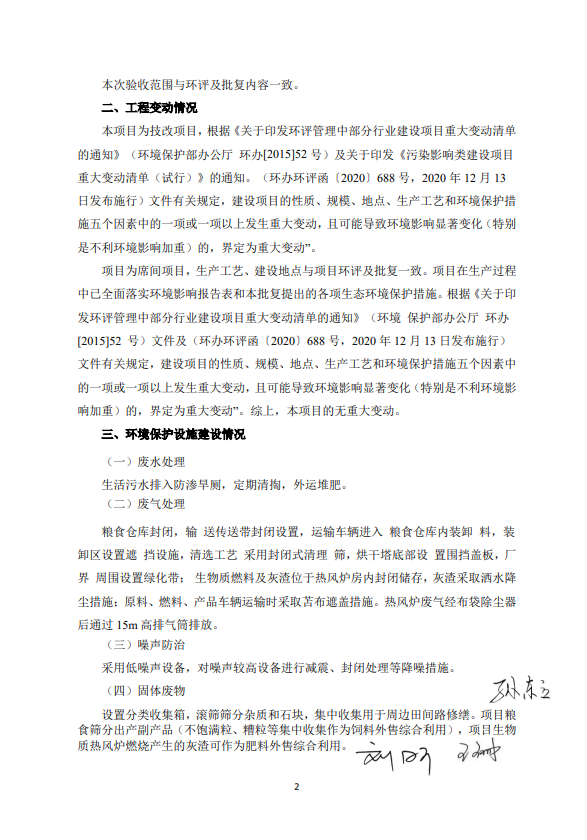 本次验收范围与环评及批复内容一致。
二、工程变动情况
本项目为技改项目，根据《关于印发环评管理中部分行业建设项目重大变动清单
的通知》（环境保护部办公厅 环办[2015]52 号）及关于印发《污染影响类建设项目
重大变动清单（试行）》的通知。（环办环评函〔2020〕688 号，2020 年 12 月 13
日发布施行）文件有关规定，建设项目的性质、规模、地点、生产工艺和环境保护措
施五个因素中的一项或一项以上发生重大变动，且可能导致环境影响显著变化（特别
是不利环境影响加重）的，界定为重大变动”。
项目为席间项目，生产工艺、建设地点与项目环评及批复一致。项目在生产过程
中已全面落实环境影响报告表和本批复提出的各项生态环境保护措施。根据《关于印
发环评管理中部分行业建设项目重大变动清单的通知》（环境 保护部办公厅 环办
[2015]52 号）文件及（环办环评函〔2020〕688 号，2020 年 12 月 13 日发布施行）
文件有关规定，建设项目的性质、规模、地点、生产工艺和环境保护措施五个因素中
的一项或一项以上发生重大变动，且可能导致环境影响显著变化（特别是不利环境影
响加重）的，界定为重大变动”。综上，本项目的无重大变动。
三、环境保护设施建设情况
（一）废水处理
生活污水排入防渗旱厕，定期清掏，外运堆肥。
（二）废气处理
粮食仓库封闭，输 送传送带封闭设置，运输车辆进入 粮食仓库内装卸 料，装
卸区设置遮 挡设施，清选工艺 采用封闭式清理 筛，烘干塔底部设 置围挡盖板，厂
界 周围设置绿化带； 生物质燃料及灰渣位于热风炉房内封闭储存，灰渣采取洒水降
尘措施；原料、燃料、产品车辆运输时采取苫布遮盖措施。热风炉废气经布袋除尘器
后通过 15m 高排气筒排放。
（三）噪声防治
采用低噪声设备，对噪声较高设备进行减震、封闭处理等降噪措施。
（四）固体废物
设置分类收集箱，滚筛筛分杂质和石块，集中收集用于周边田间路修缮。项目粮
食筛分出产副产品（不饱满粒、糟粒等集中收集作为饲料外售综合利用），项目生物
质热风炉燃烧产生的灰渣可作为肥料外售综合利用。
2